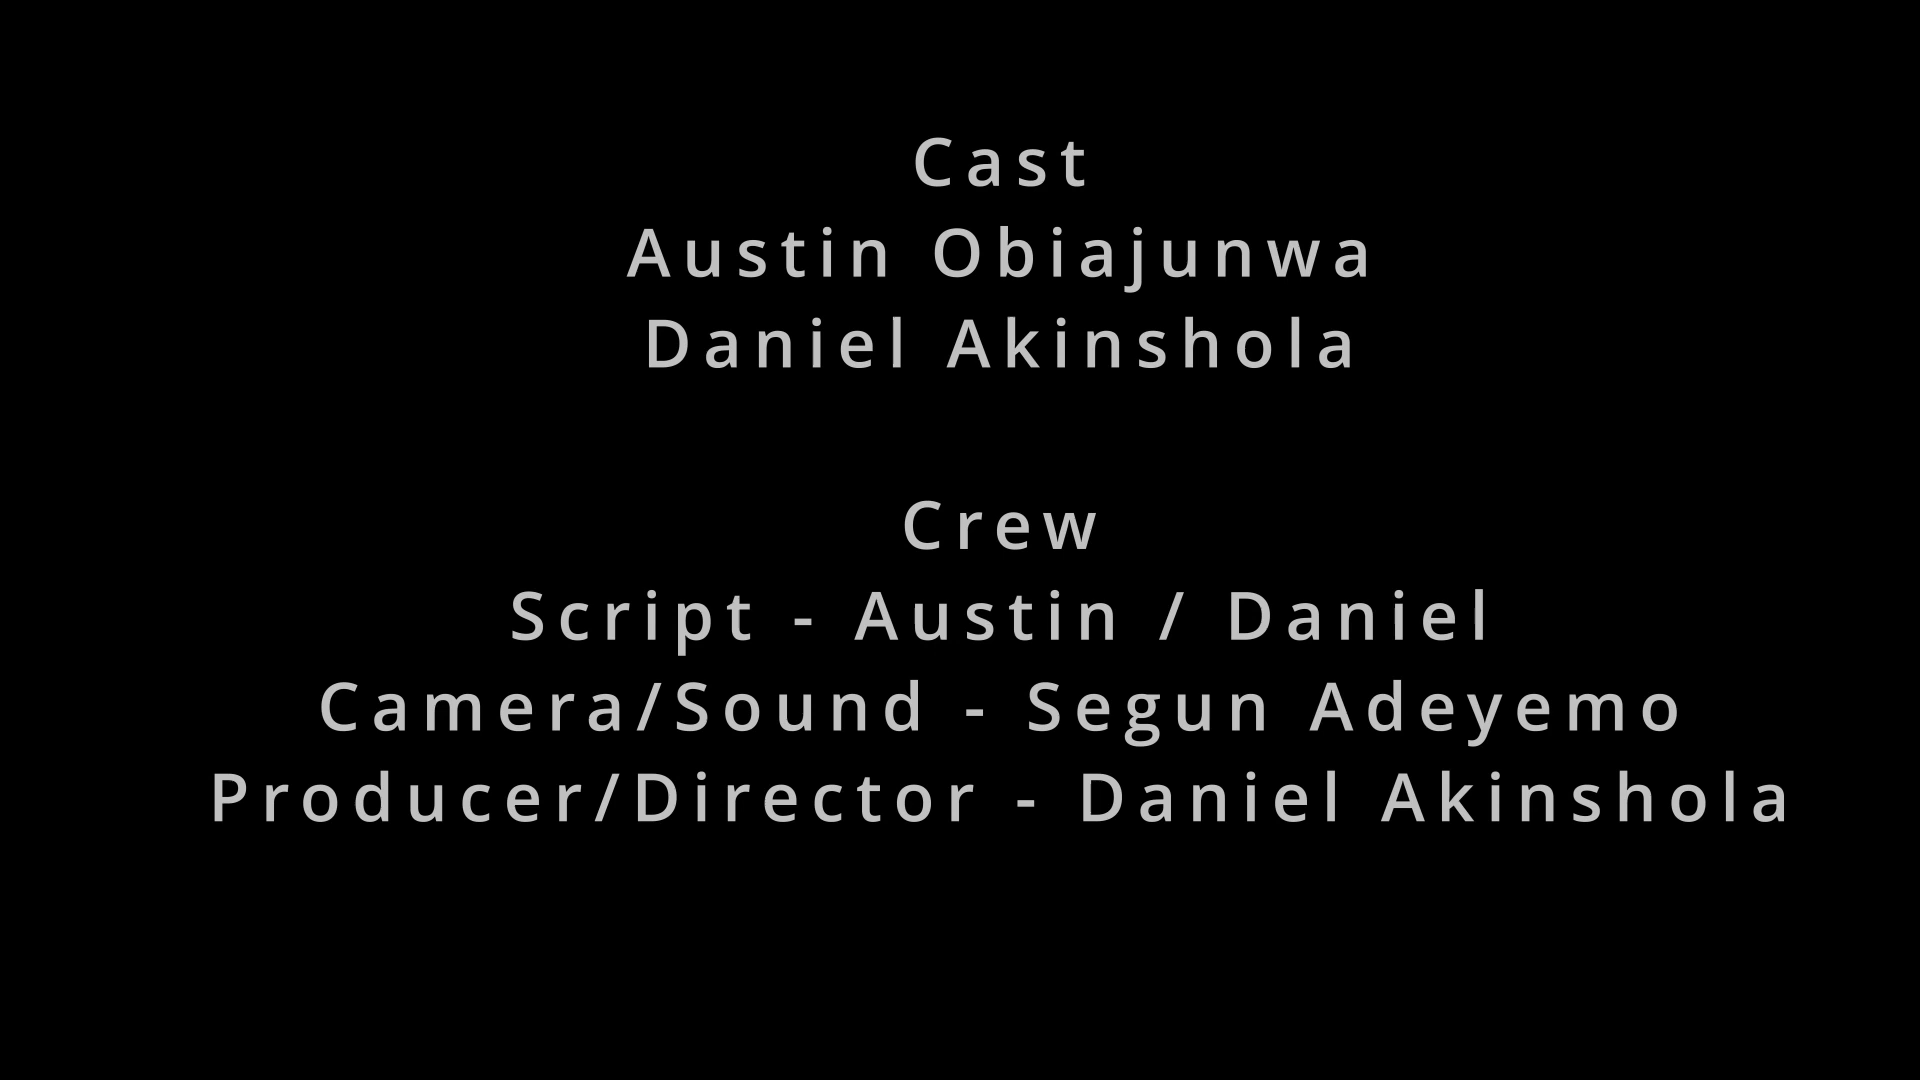 Cast
Austin Obiajunwa
Daniel Akinshola
Crew
Script - Austin / Daniel
Camera/Sound - Segun Adeyemo
Producer/Director - Daniel Akinshola